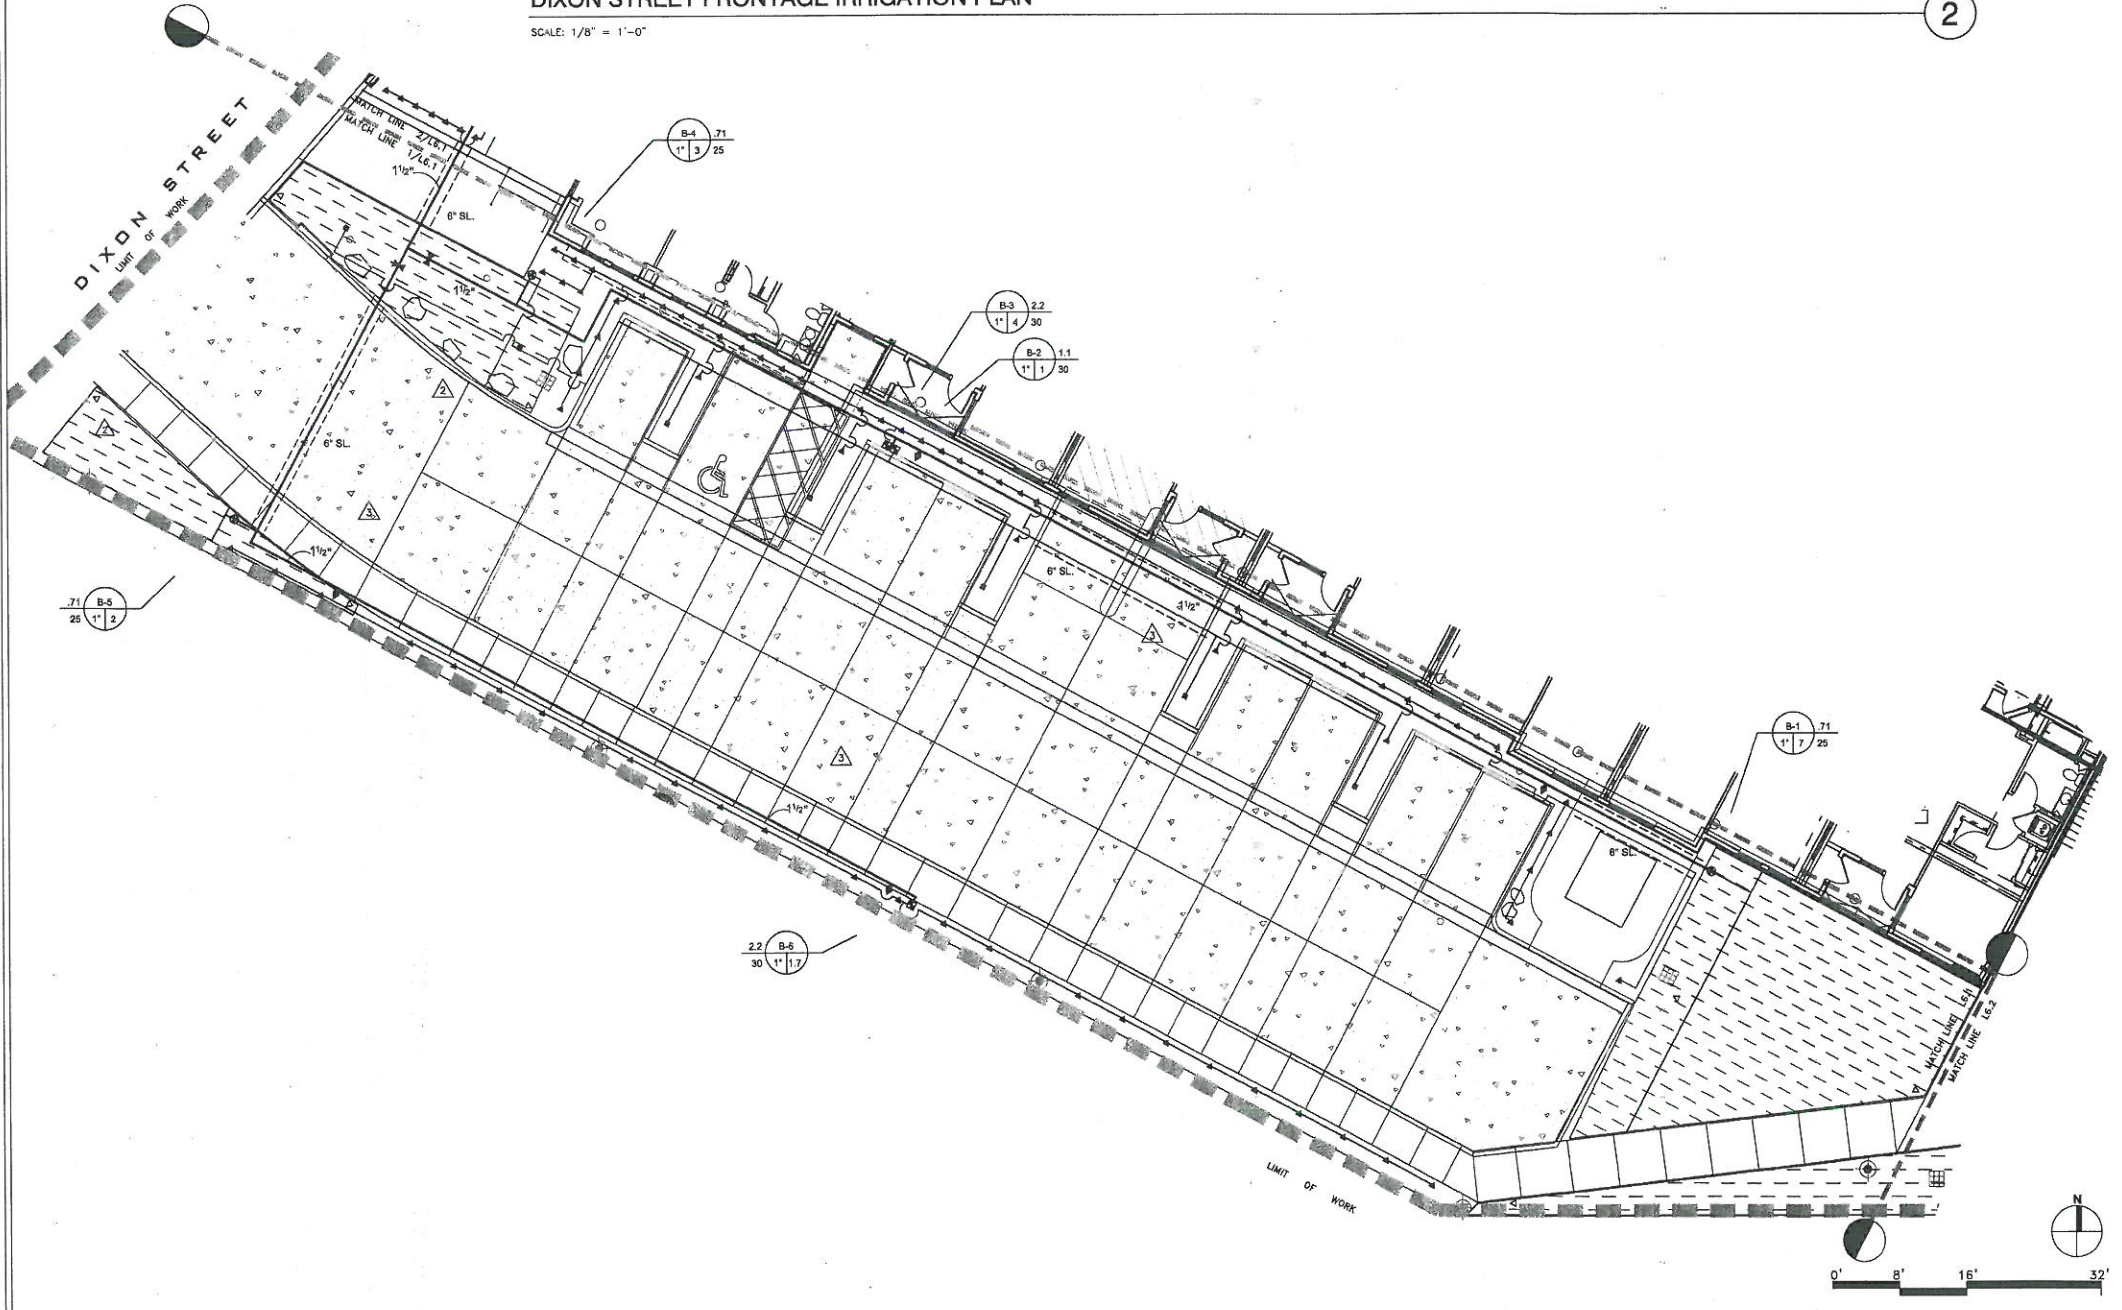 DIXON STREET FRONTAGE IRRIGATION PLAN
2
SCALE: 1/8" = 1'-0"
DIXON STREET
LIMIT OF WORK
MATCH LINE 2/L6.1
MATCH LINE 1/L6.1
1 1/2"
6" SL.
B-4 .71
1" 3 25
1 1/2"
B-3 2.2
1" 4 30
B-2 1.1
1" 1 30
2
2
6" SL.
3
1 1/2"
6" SL.
1 1/2"
3
.71 B-5
25 1" 2
B-1 .71
1" 7 25
3
1 1/2"
6" SL.
2.2 B-6
30 1" 1.7
MATCH LINE L6.1
MATCH LINE L6.2
LIMIT OF WORK
N
0' 8' 16' 32'